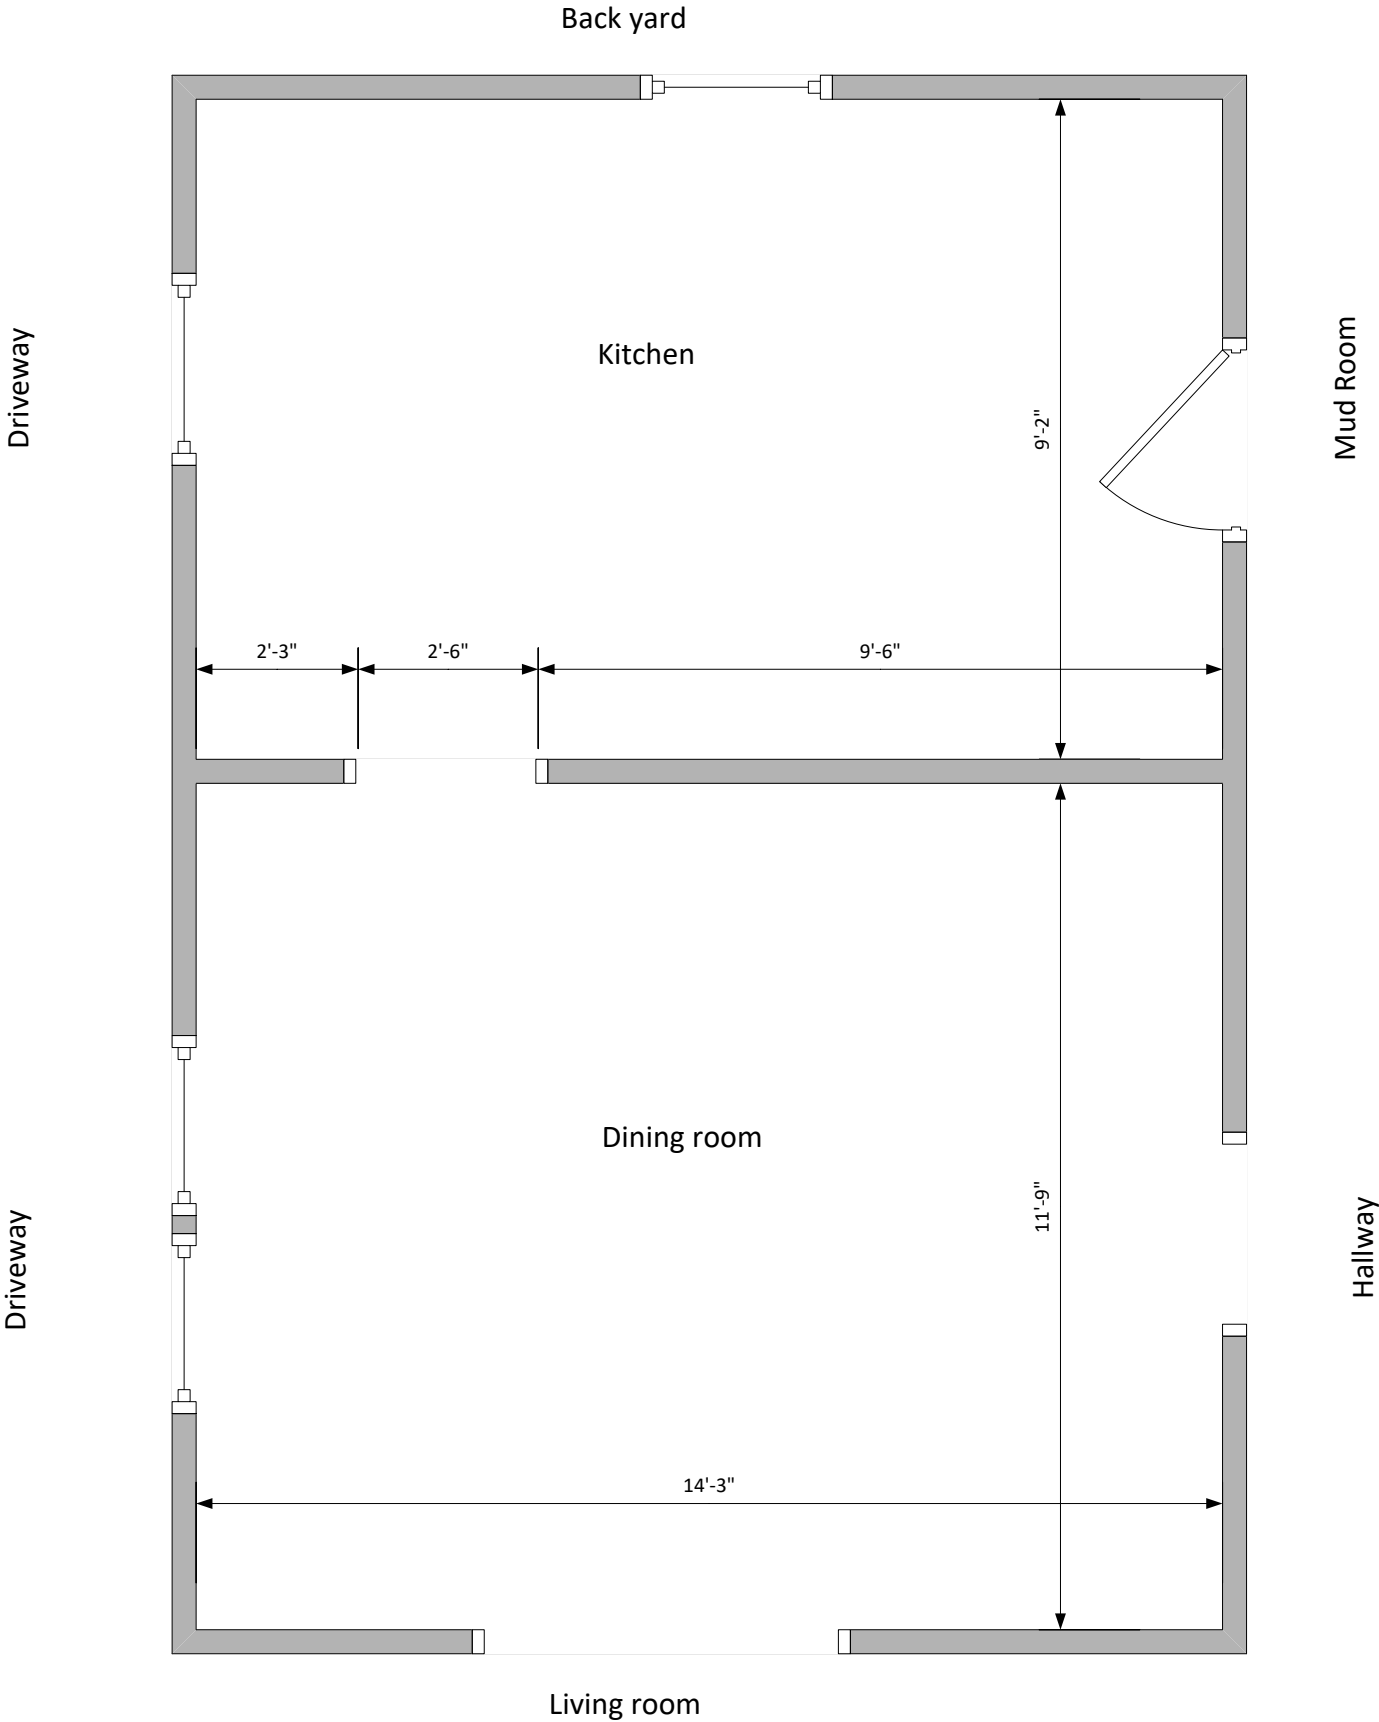 Back yard
Driveway
Kitchen
Mud Room
9'-2"
2'-3"
2'-6"
9'-6"
Dining room
11'-9"
Driveway
Hallway
14'-3"
Living room